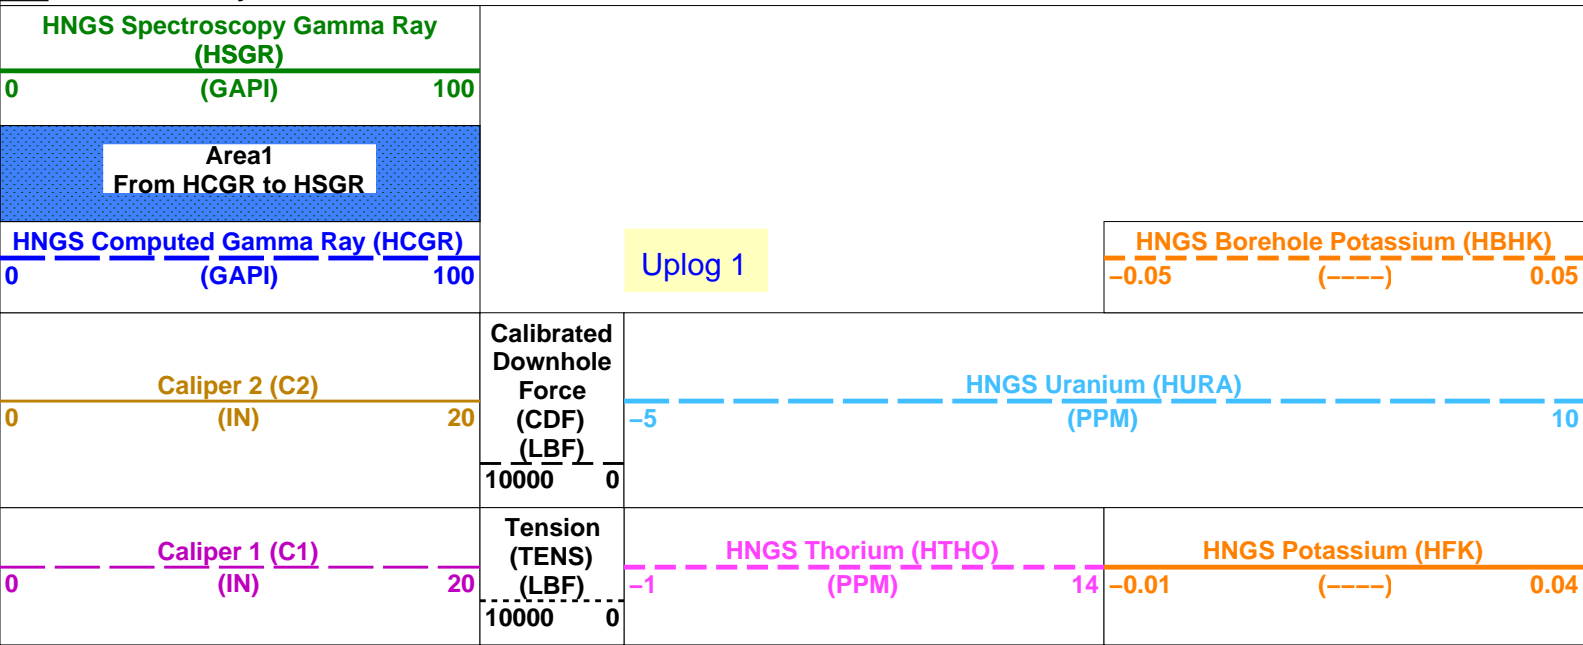 HNGS Spectroscopy Gamma Ray
(HSGR)
0 (GAPI) 100
Area1
From HCGR to HSGR
HNGS Computed Gamma Ray (HCGR)
0 (GAPI) 100
Uplog 1
HNGS Borehole Potassium (HBHK)
−0.05 (−−−−) 0.05
Caliper 2 (C2)
0 (IN) 20
Calibrated
Downhole
Force
(CDF)
(LBF)
10000 0
HNGS Uranium (HURA)
−5 (PPM) 10
Caliper 1 (C1)
0 (IN) 20
Tension
(TENS)
(LBF)
10000 0
HNGS Thorium (HTHO)
−1 (PPM) 14
HNGS Potassium (HFK)
−0.01 (−−−−) 0.04